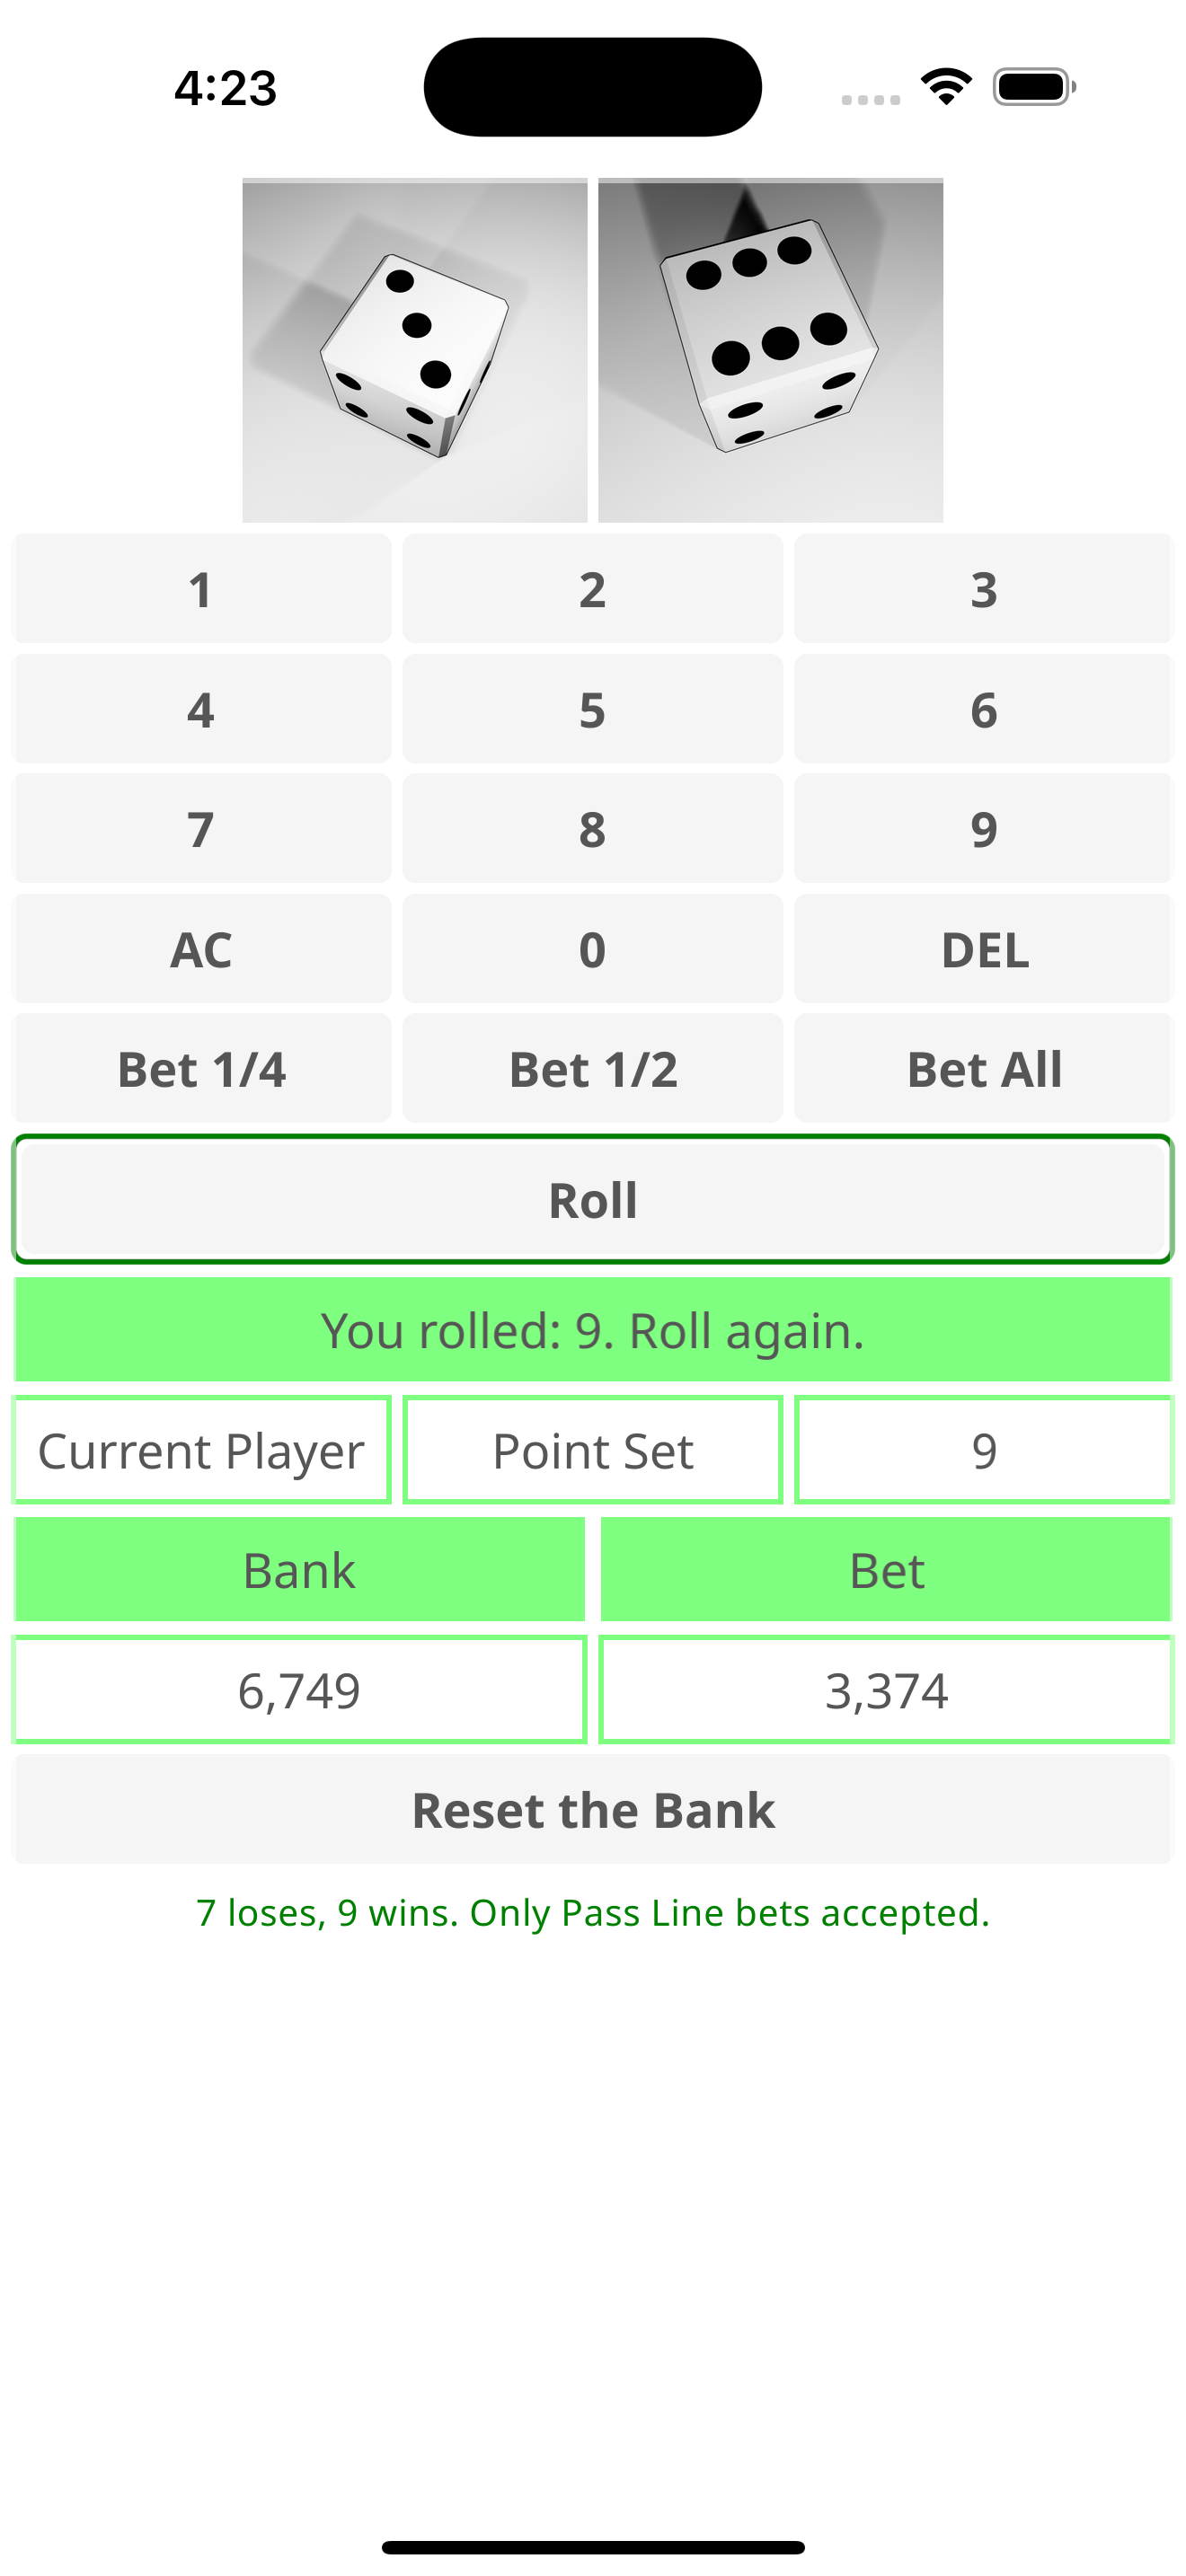 4:23
1 2 3
4 5 6
7 8 9
AC 0 DEL
Bet 1/4 Bet 1/2 Bet All
Roll
You rolled: 9. Roll again.
Current Player Point Set 9
Bank Bet
6,749 3,374
Reset the Bank
7 loses, 9 wins. Only Pass Line bets accepted.